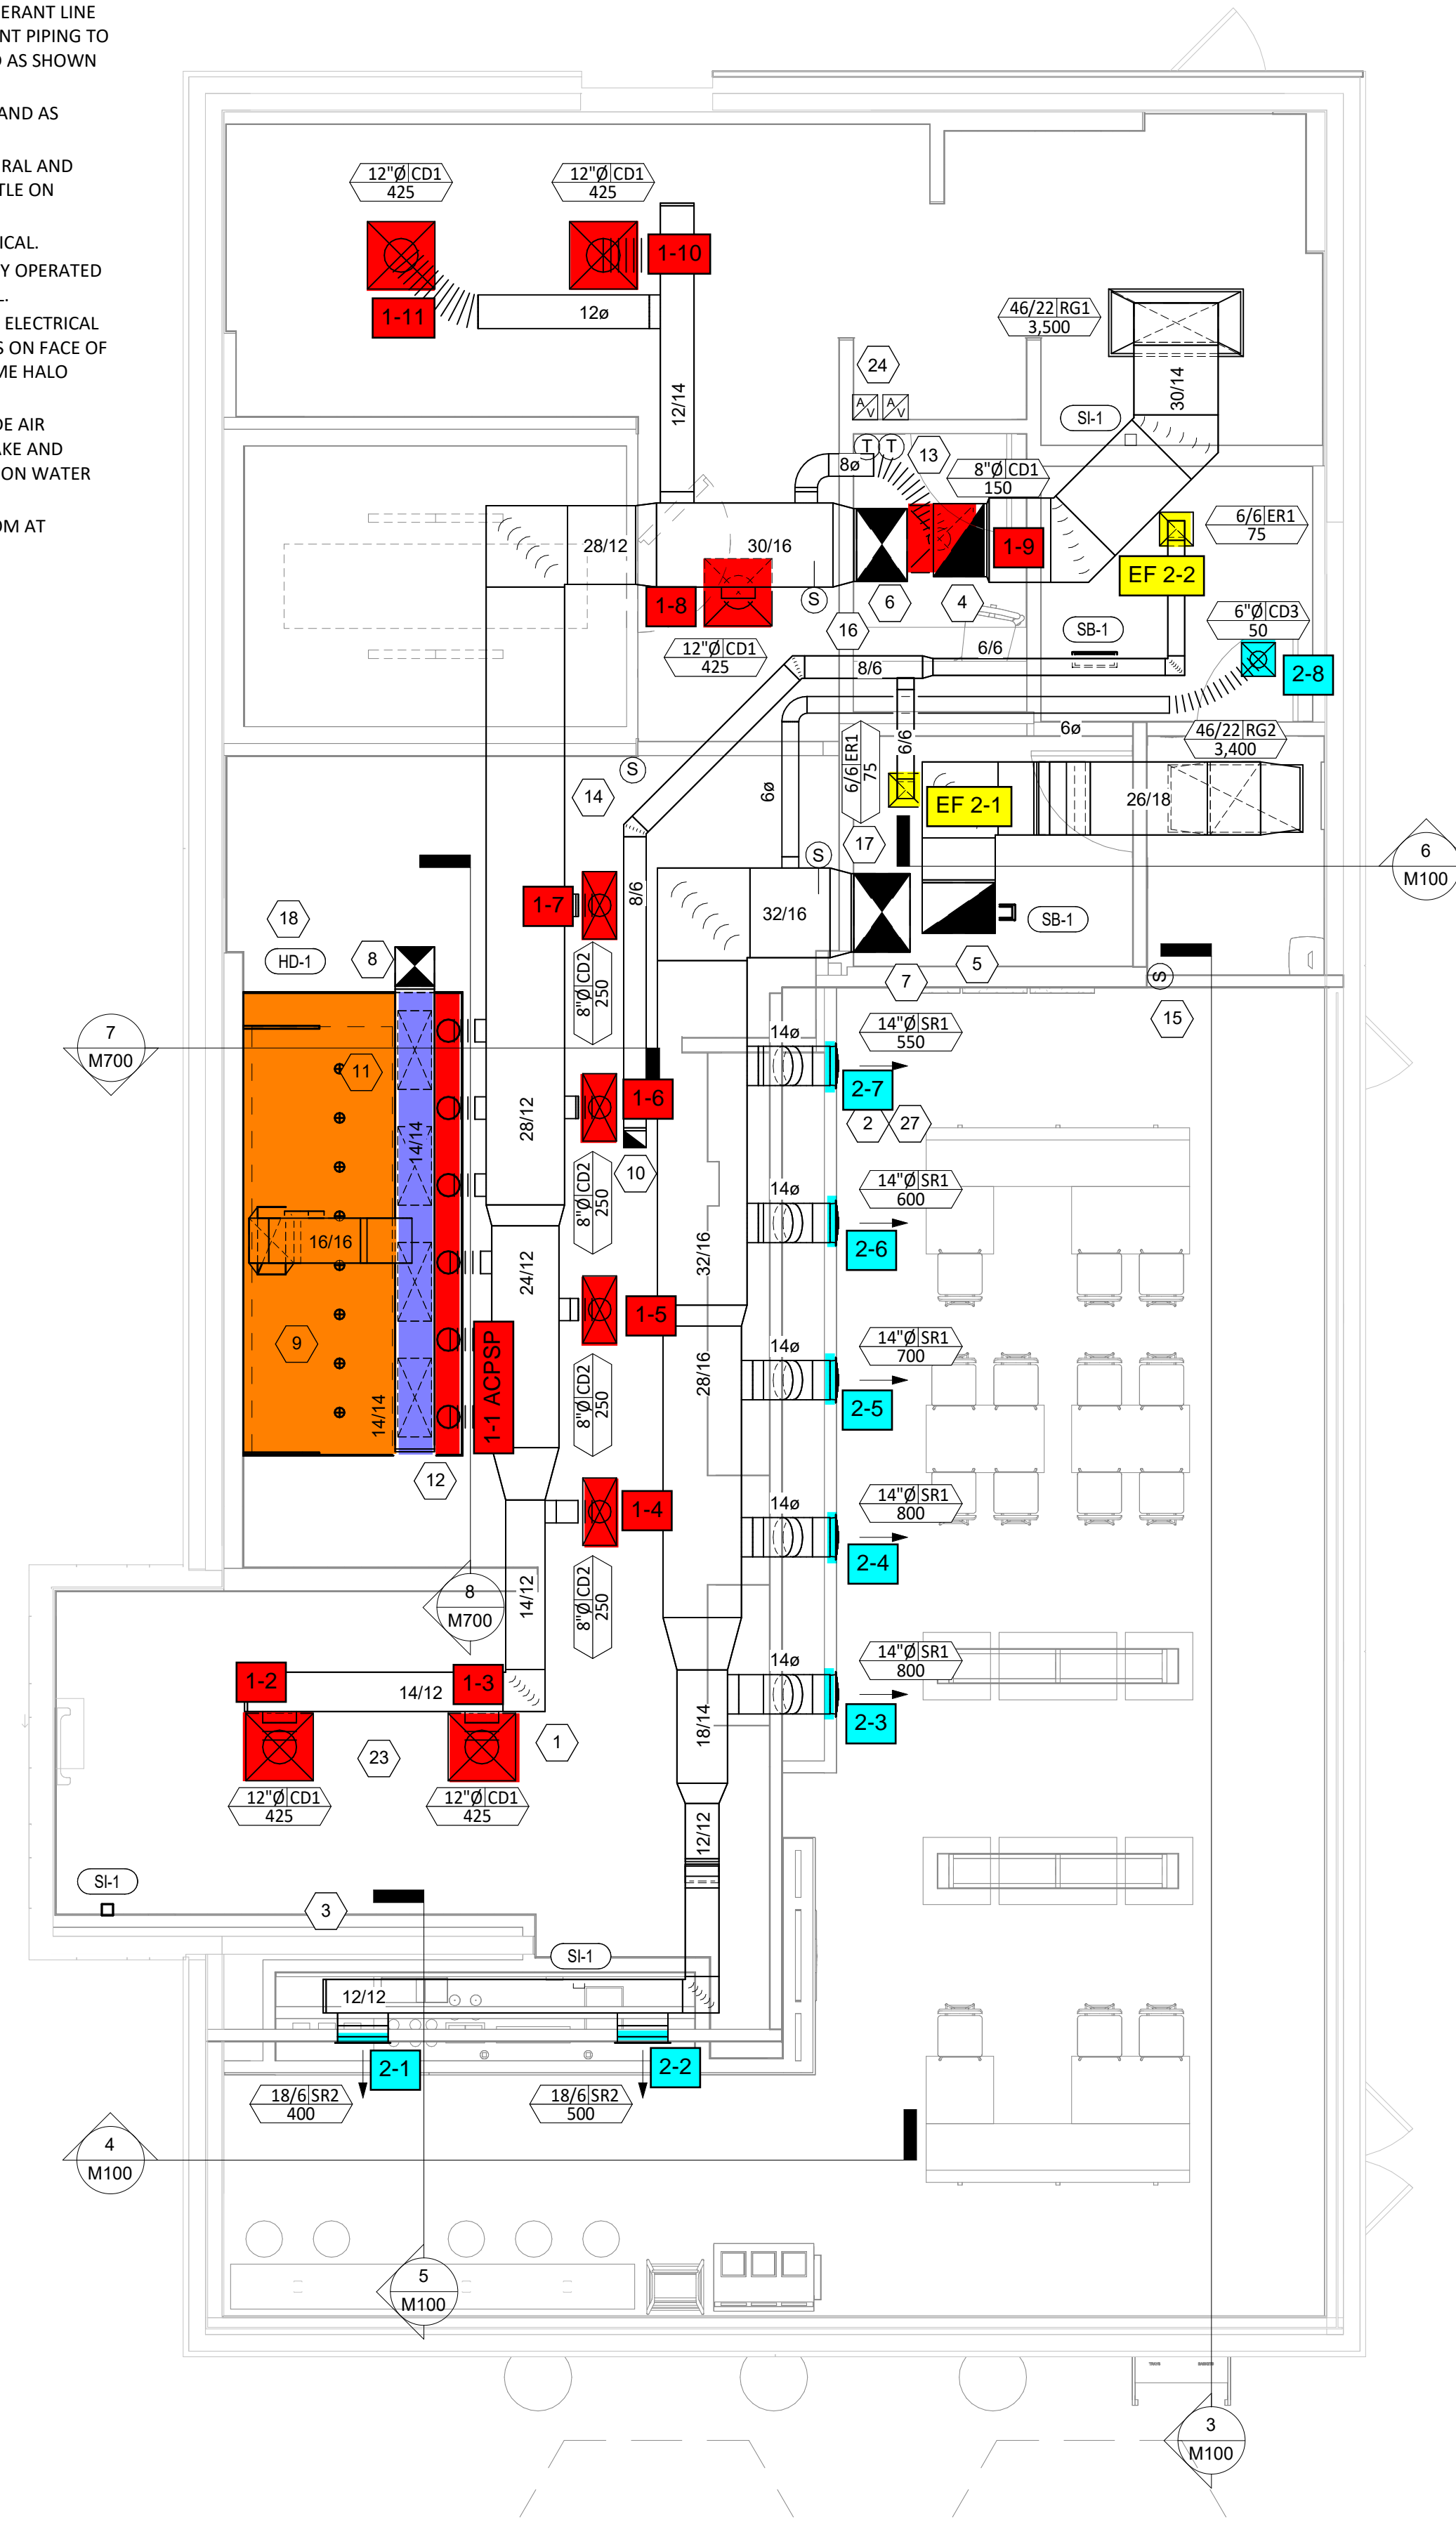 ERANT LINE
NT PIPING TO
AS SHOWN
AND AS
RAL AND
TLE ON
ICAL.
Y OPERATED
ELECTRICAL
S ON FACE OF
ME HALO
DE AIR
AKE AND
ON WATER
OM AT
12"Ø CD1
425
12"Ø CD1
425
1-10
1-11
12ø
46/22 RG1
3,500
24
A/V
A/V
12/14
30/14
SI-1
T
T
13
8ø
8"Ø CD1
150
6/6 ER1
75
28/12
30/16
1-9
EF 2-2
1-8
S
6
4
16
12"Ø CD1
425
SB-1
6"Ø CD3
50
6/6
8/6
2-8
6ø
6/6 ER1
75
6/6
46/22 RG2
3,400
S
14
6ø
EF 2-1
26/18
S
17
6
M100
1-7
8/6
32/16
SB-1
18
HD-1
8
8"Ø CD2
250
7
5
S
15
7
M700
14"Ø SR1
550
14ø
11
2-7
1-6
28/12
14/14
2
27
10
8"Ø CD2
250
14ø
14"Ø SR1
600
16/16
32/16
2-6
24/12
1-5
9
14ø
14"Ø SR1
700
28/16
1-1 ACPSP
14/14
8"Ø CD2
250
2-5
12
1-4
14ø
14"Ø SR1
800
2-4
8
M700
14/12
8"Ø CD2
250
14ø
14"Ø SR1
800
1-2
14/12
1-3
18/14
2-3
1
23
12"Ø CD1
425
12"Ø CD1
425
12/12
SI-1
3
SI-1
12/12
2-1
2-2
18/6 SR2
400
18/6 SR2
500
4
M100
5
M100
3
M100